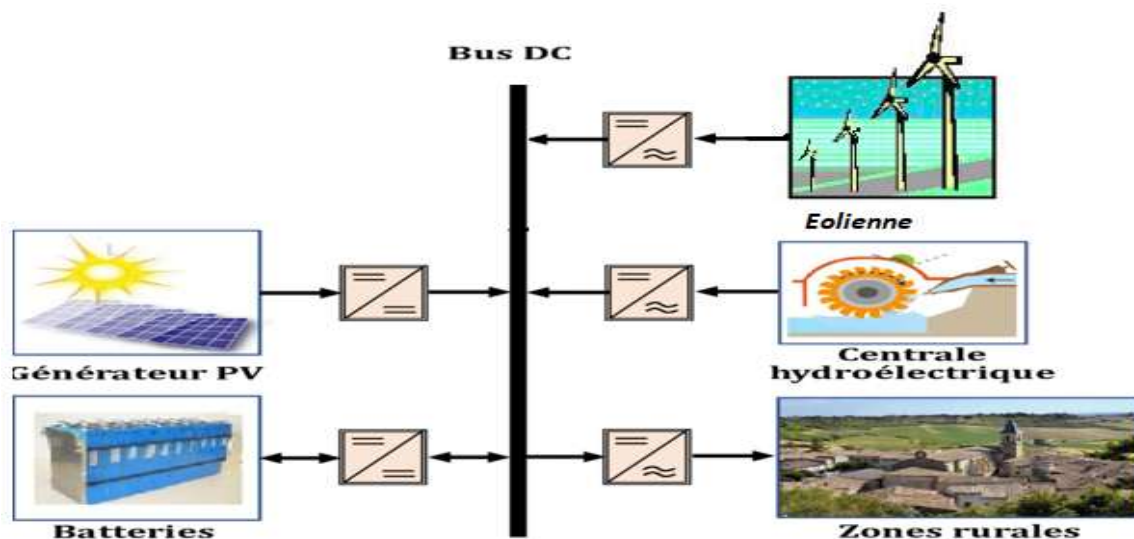 Bus DC
Eolienne
Générateur PV
Centrale
hydroélectrique
Batteries
Zones rurales